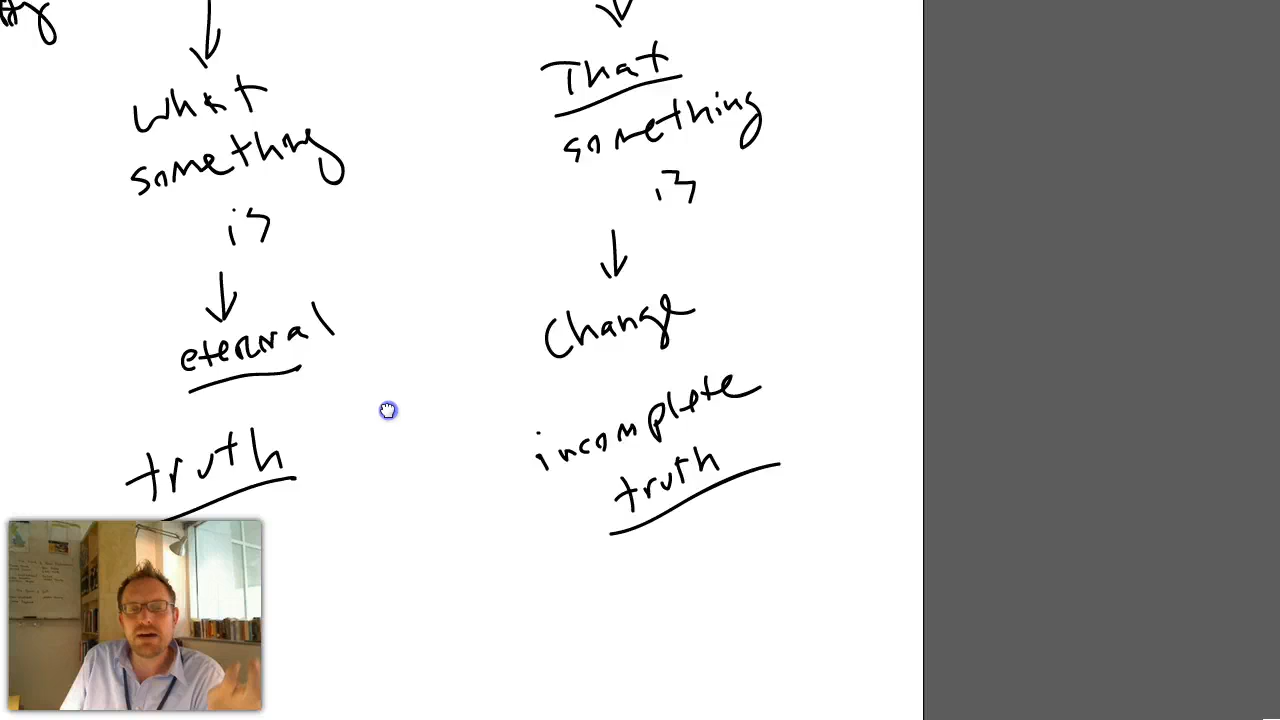 what
something
is
eternal
truth
That
something
is
Change
incomplete
truth